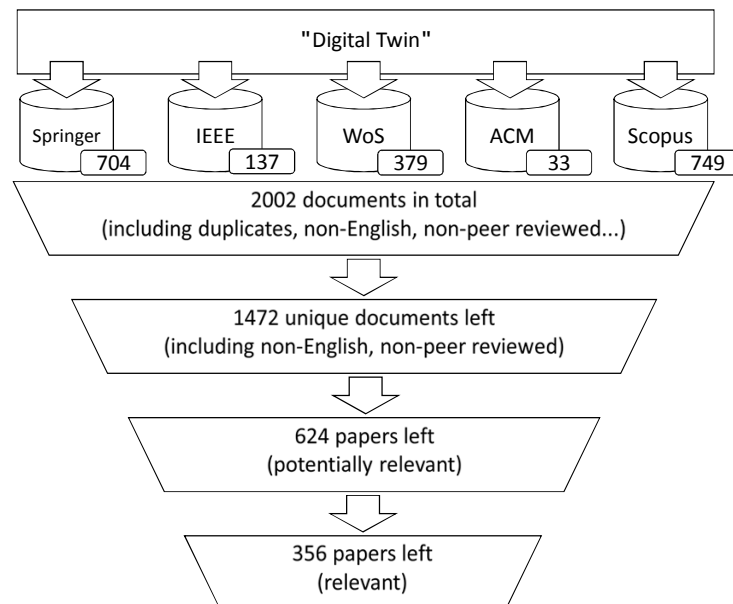 "Digital Twin"
Springer
704
IEEE
137
WoS
379
ACM
33
Scopus
749
2002 documents in total
(including duplicates, non-English, non-peer reviewed...)
1472 unique documents left
(including non-English, non-peer reviewed)
624 papers left
(potentially relevant)
356 papers left
(relevant)